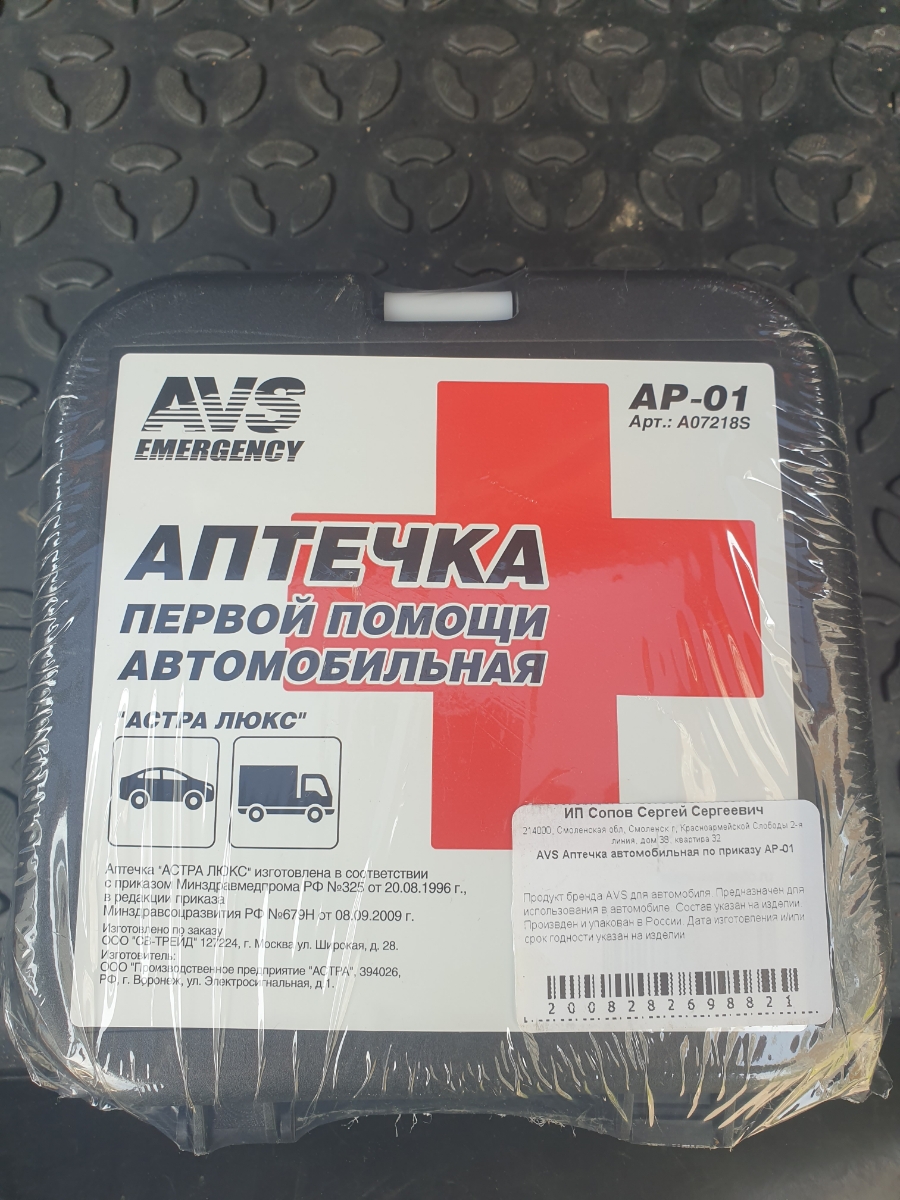 AVS
EMERGENCY
АР-01
Арт.: A07218S
АПТЕЧКА
ПЕРВОЙ ПОМОЩИ
АВТОМОБИЛЬНАЯ
"АСТРА ЛЮКС"
Аптечка "АСТРА ЛЮКС" изготовлена в соответствии
с приказом Минздравмедпрома РФ №325 от 20.08.1996 г.,
в редакции приказа
Минздравсоцразвития РФ №679Н от 08.09.2009 г.
Изготовлено по заказу
ООО "СВ-ТРЕЙД" 127224, г. Москва ул. Широкая, д. 28.
Изготовитель:
ООО "Производственное предприятие "АСТРА", 394026,
РФ, г. Воронеж, ул. Электросигнальная, д.1.
ИП Сопов Сергей Сергеевич
214000, Смоленская обл, Смоленск г, Красноармейской Слободы 2-я
линия, дом 38, квартира 32
AVS Аптечка автомобильная по приказу АР-01
Продукт бренда AVS для автомобиля. Предназначен для
использования в автомобиле. Состав указан на изделии.
Произведен и упакован в России. Дата изготовления и/или
срок годности указан на изделии
2008282698821